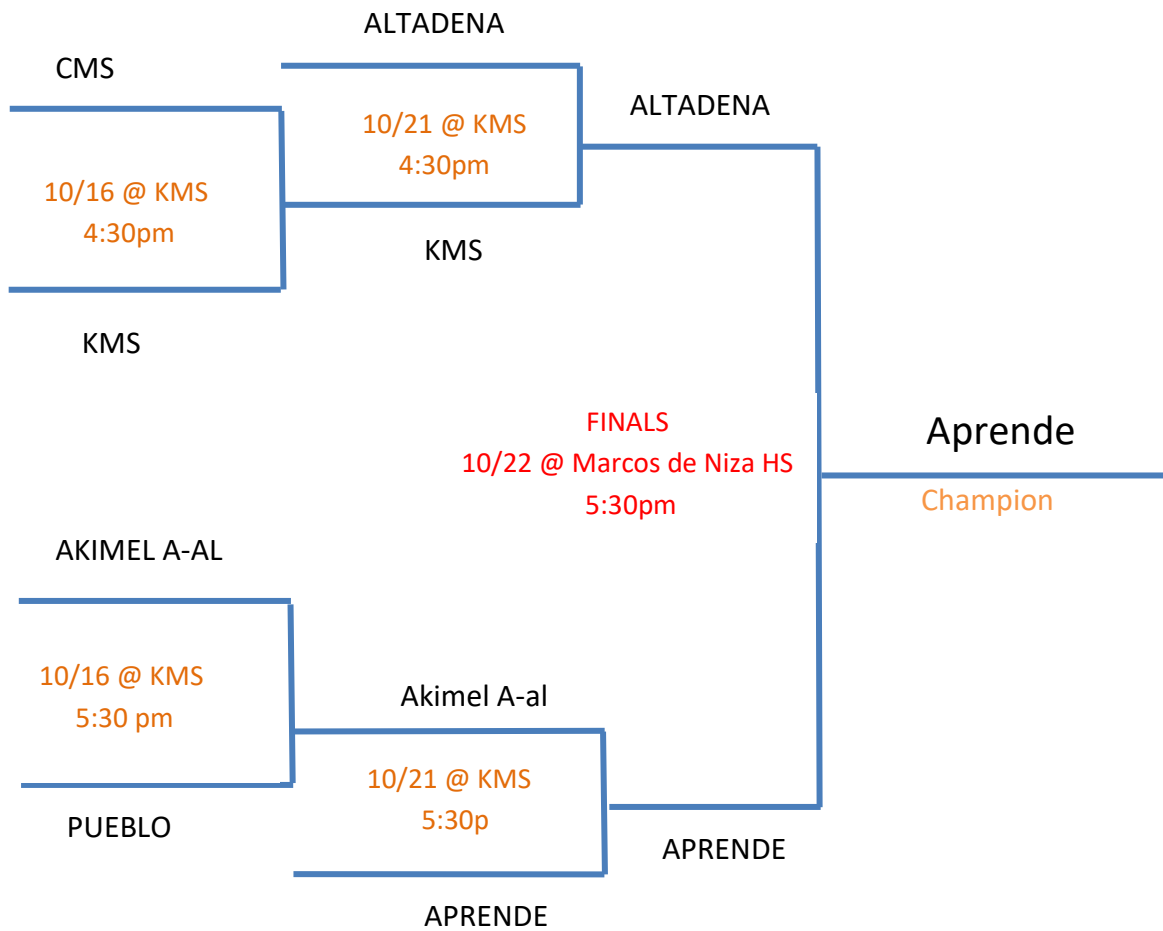 ALTADENA
CMS
ALTADENA
10/21 @ KMS
4:30pm
10/16 @ KMS
4:30pm
KMS
KMS
FINALS
10/22 @ Marcos de Niza HS
5:30pm
Aprende
Champion
AKIMEL A-AL
10/16 @ KMS
5:30 pm
Akimel A-al
10/21 @ KMS
5:30p
PUEBLO
APRENDE
APRENDE